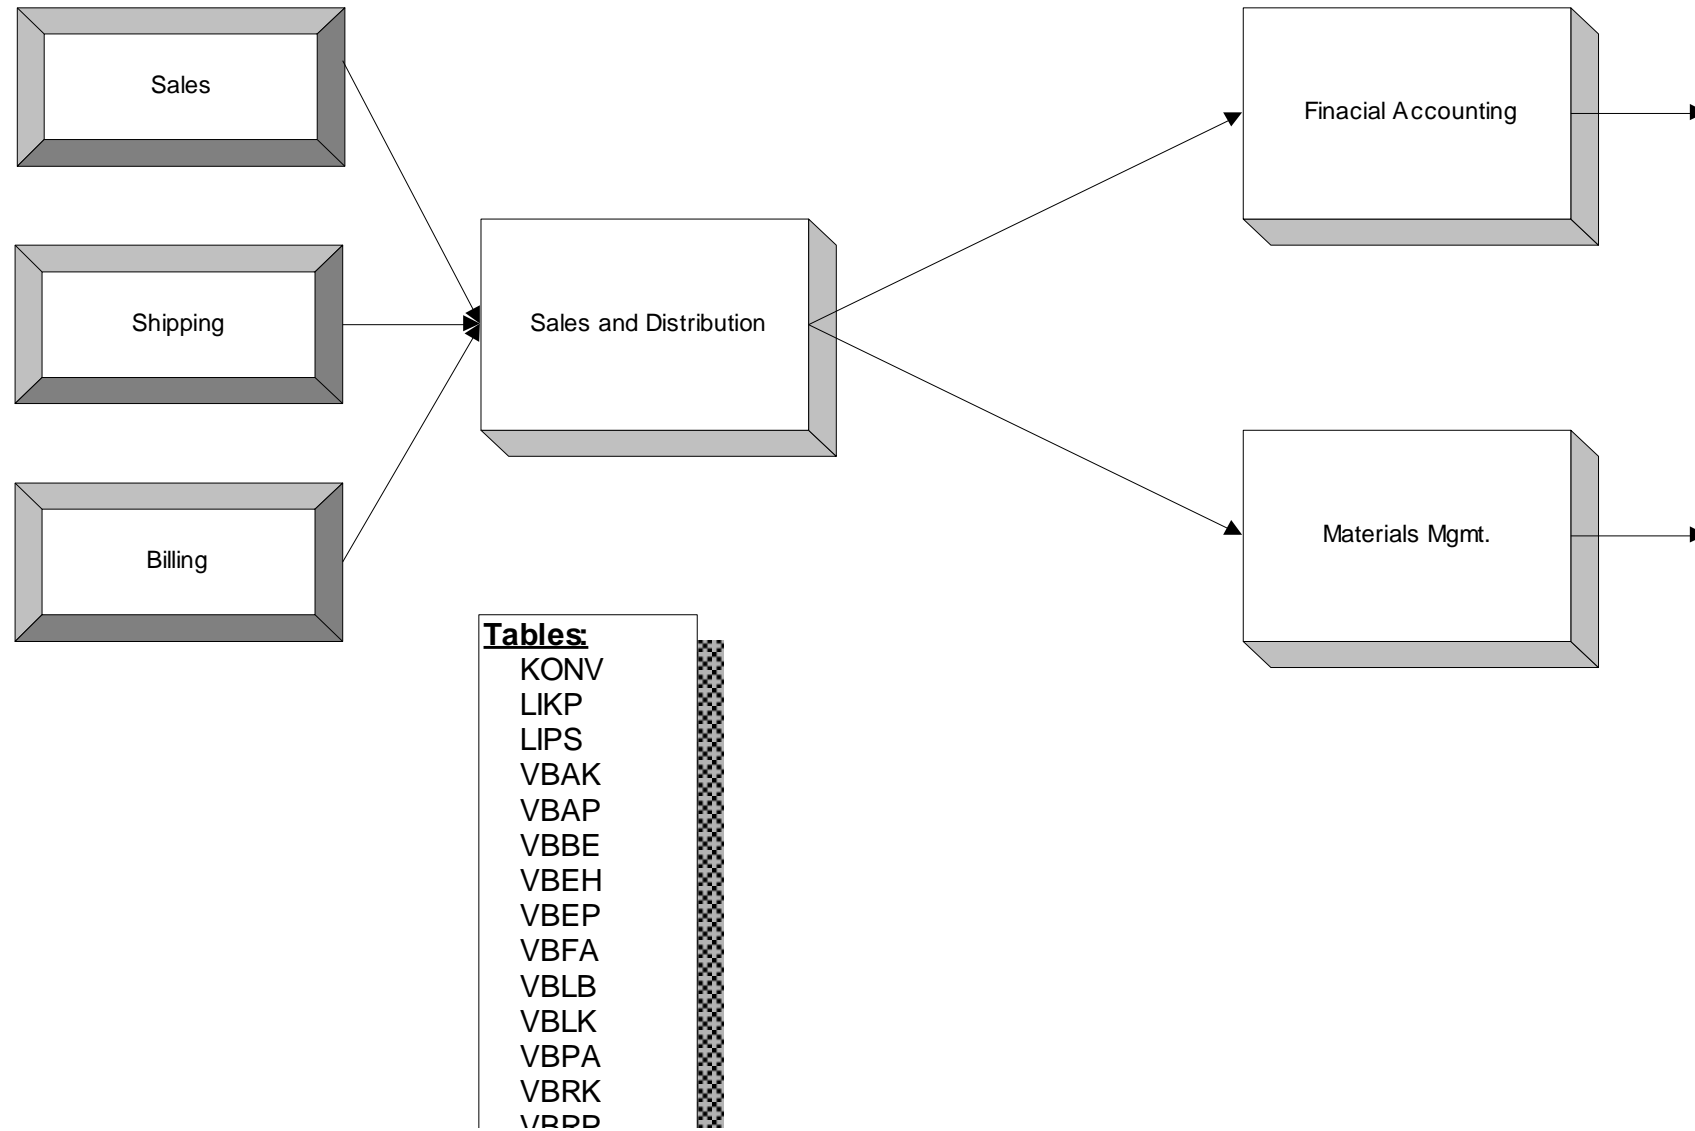 Sales
Finacial Accounting
Shipping
Sales and Distribution
Materials Mgmt.
Billing
Tables:
KONV
LIKP
LIPS
VBAK
VBAP
VBBE
VBEH
VBEP
VBFA
VBLB
VBLK
VBPA
VBRK
VBRP